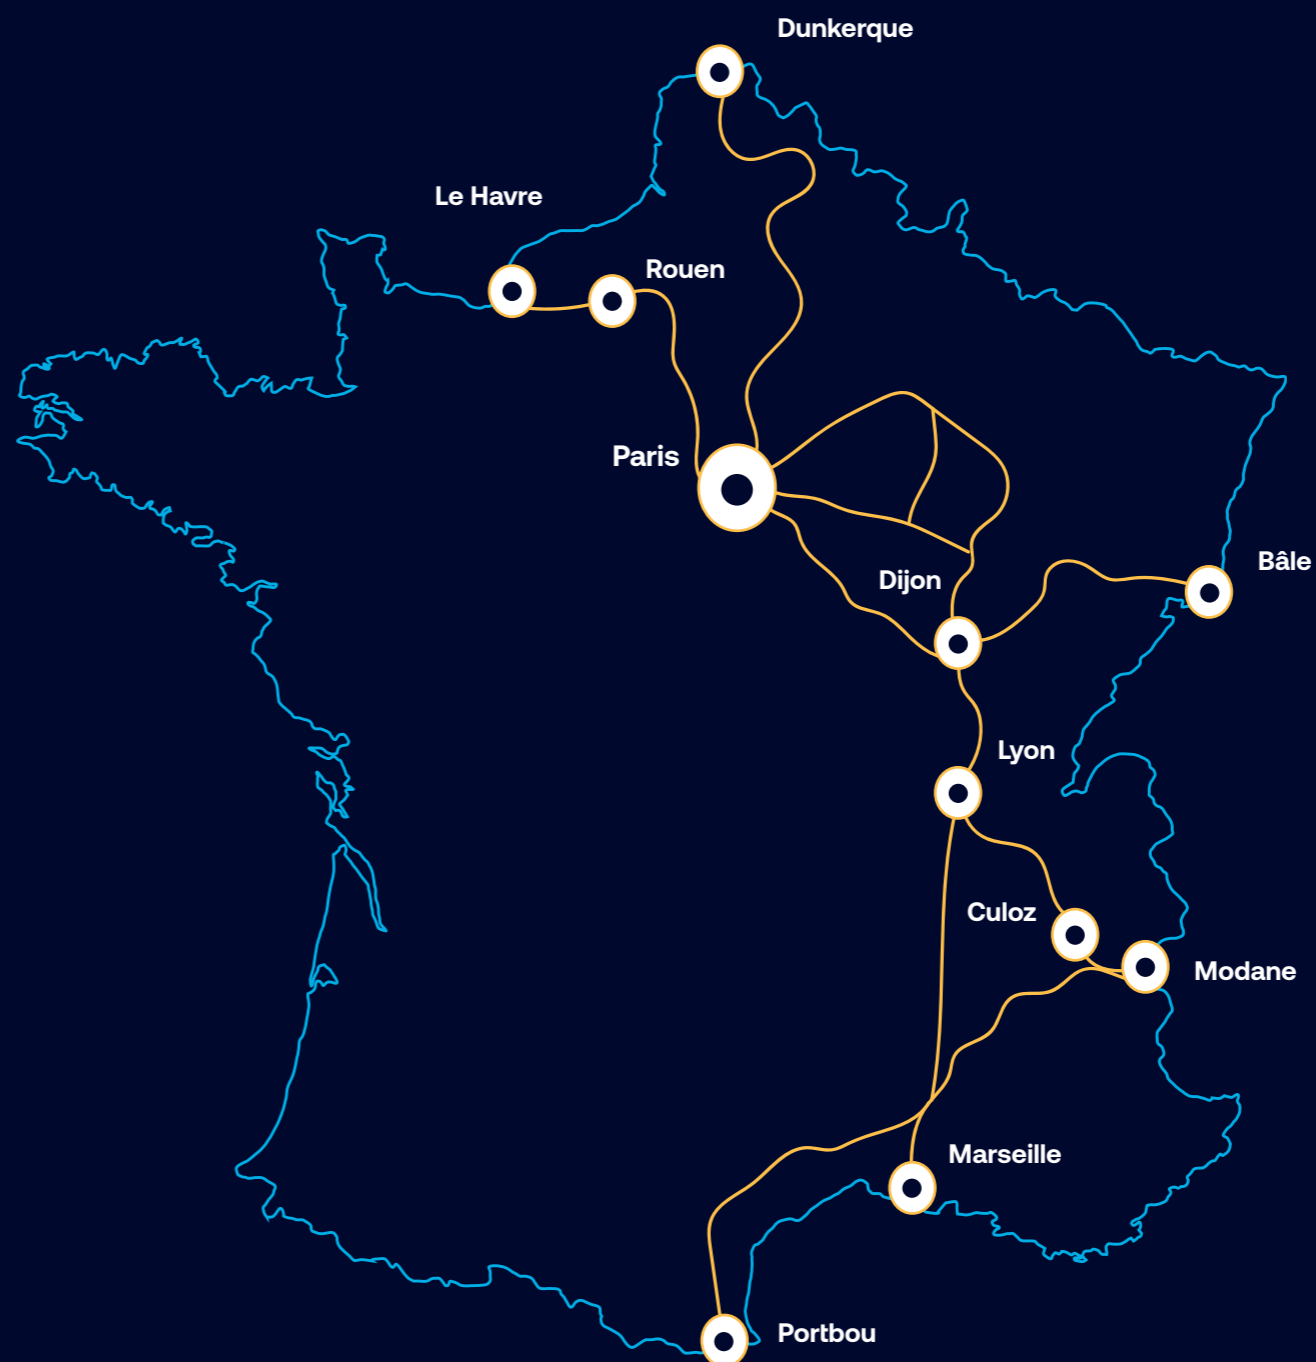 Dunkerque
Le Havre
Rouen
Paris
Bâle
Dijon
Lyon
Culoz
Modane
Marseille
Portbou